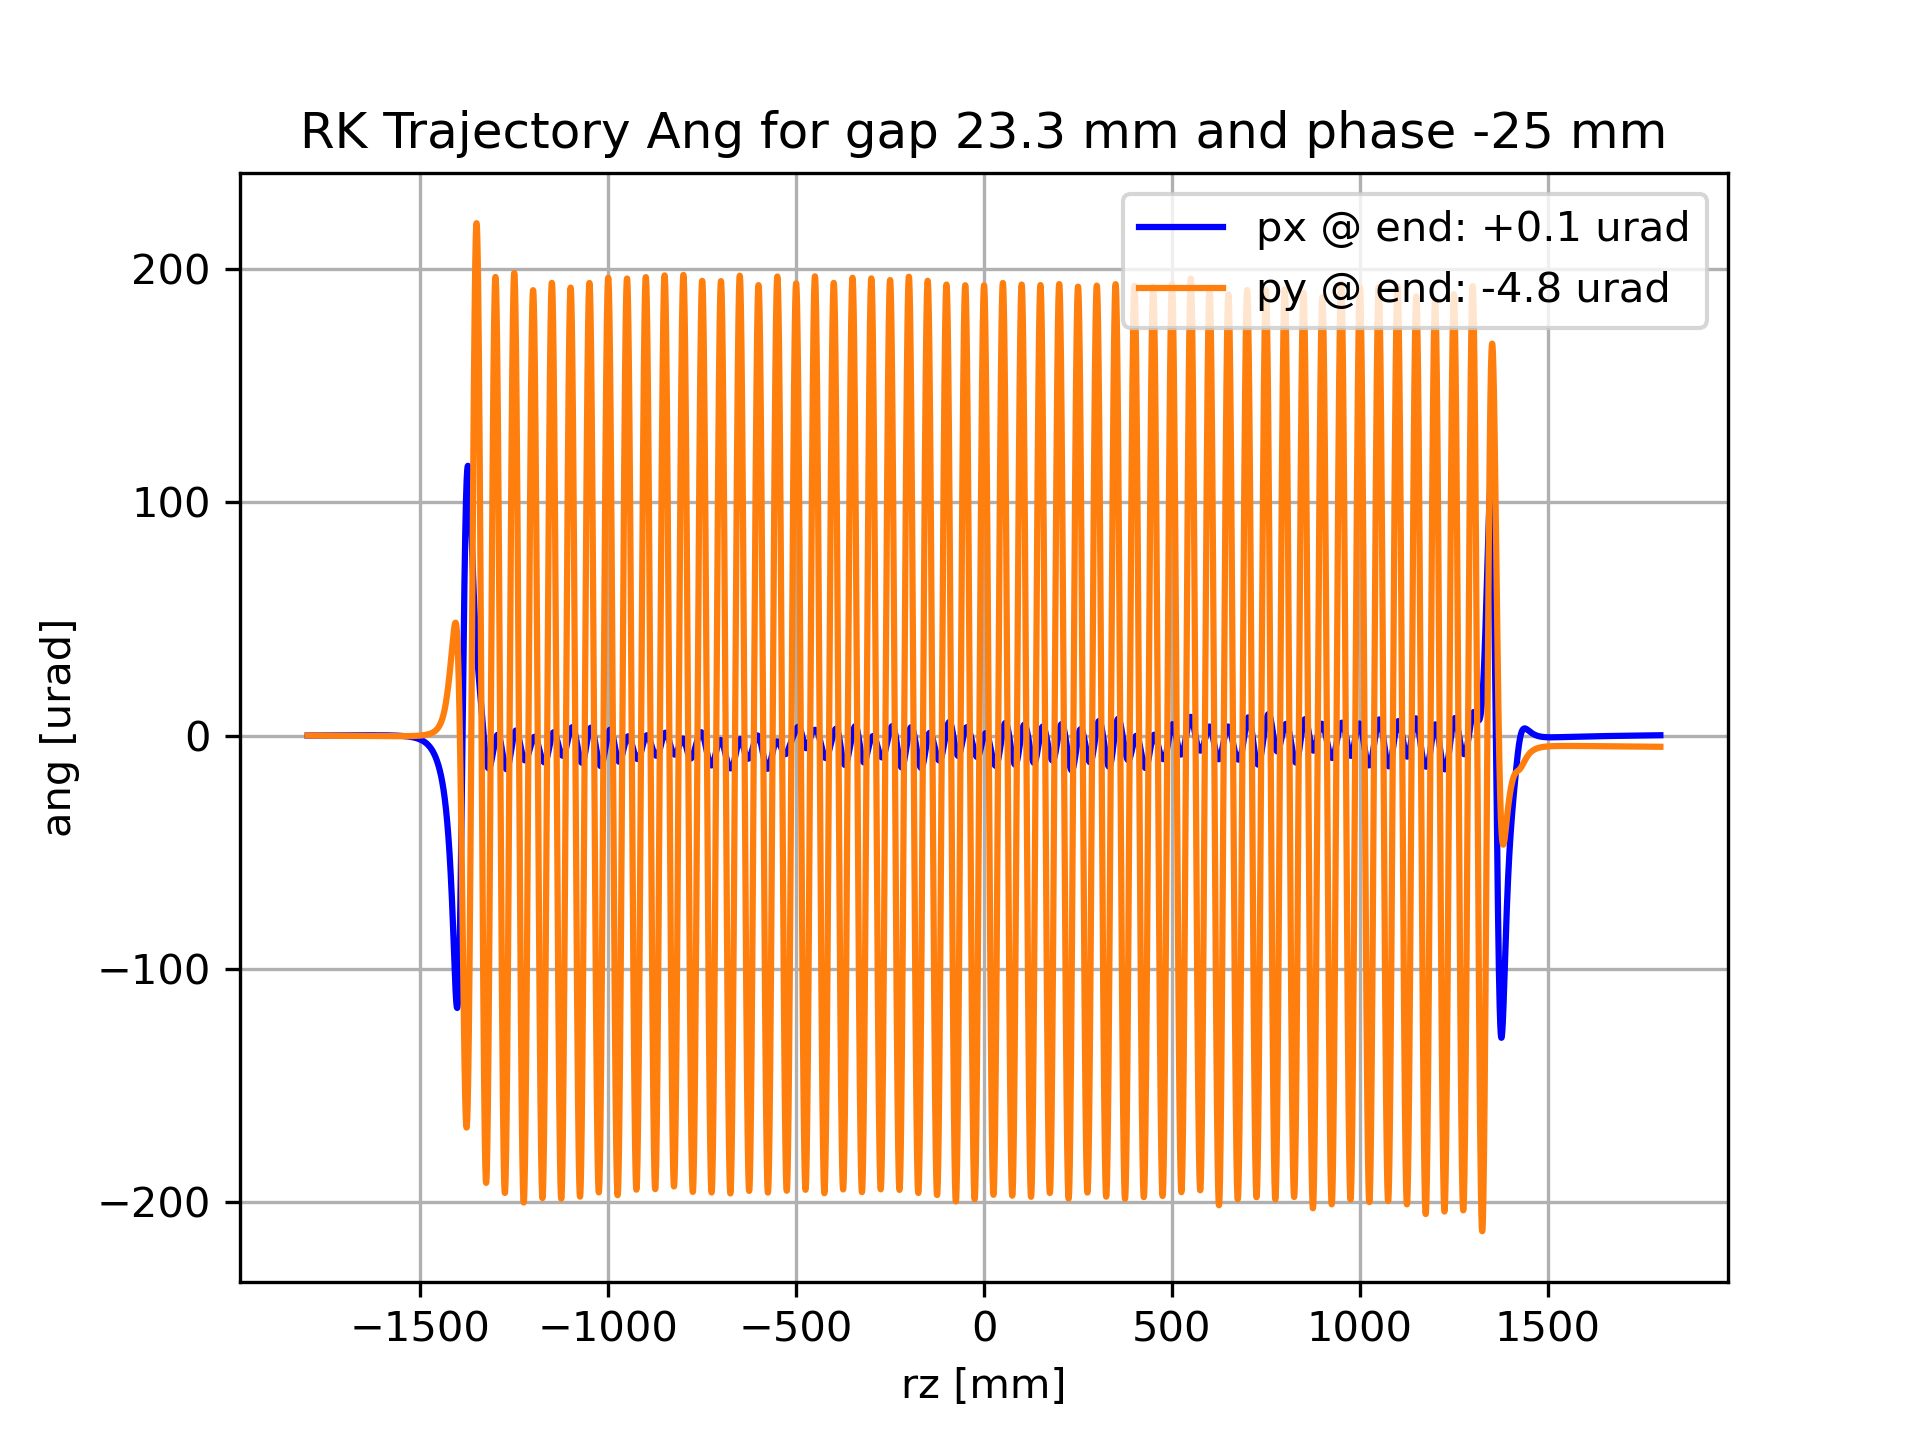 RK Trajectory Ang for gap 23.3 mm and phase -25 mm
px @ end: +0.1 urad
py @ end: -4.8 urad
200
100
0
−100
−200
ang [urad]
−1500 −1000 −500 0 500 1000 1500
rz [mm]